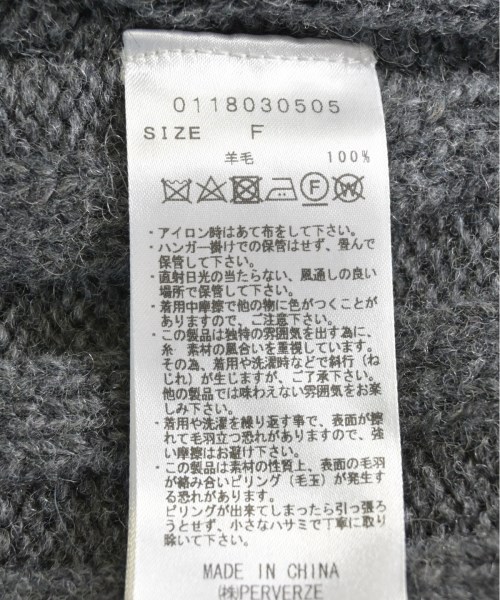 0118030505
SIZE F
羊毛 100%
F W
・アイロン時はあて布をして下さい。
・ハンガー掛けでの保管はせず、畳んで
保管して下さい。
・直射日光の当たらない、風通しの良い
場所で保管して下さい。
・着用中摩擦で他の物に色がつくことが
ありますので、ご注意下さい。
・この製品は独特の雰囲気を出す為に、
糸 素材の風合いを重視しています。
その為、着用や洗濯時などで斜行（ね
じれ）が生じますが、ご了承下さい。
他の製品では味わえない雰囲気をお楽
しみ下さい。
・着用や洗濯を繰り返す事で、表面が擦
れて毛羽立つ恐れがありますので、強
い摩擦はお避け下さい。
・この製品は素材の性質上、表面の毛羽
が絡み合いピリング（毛玉）が発生す
る恐れがあります。
ピリングが出来てしまったら引っ張ろ
うとせず、小さなハサミで丁寧に取り
除いて下さい。
MADE IN CHINA
㈱PERVERZE